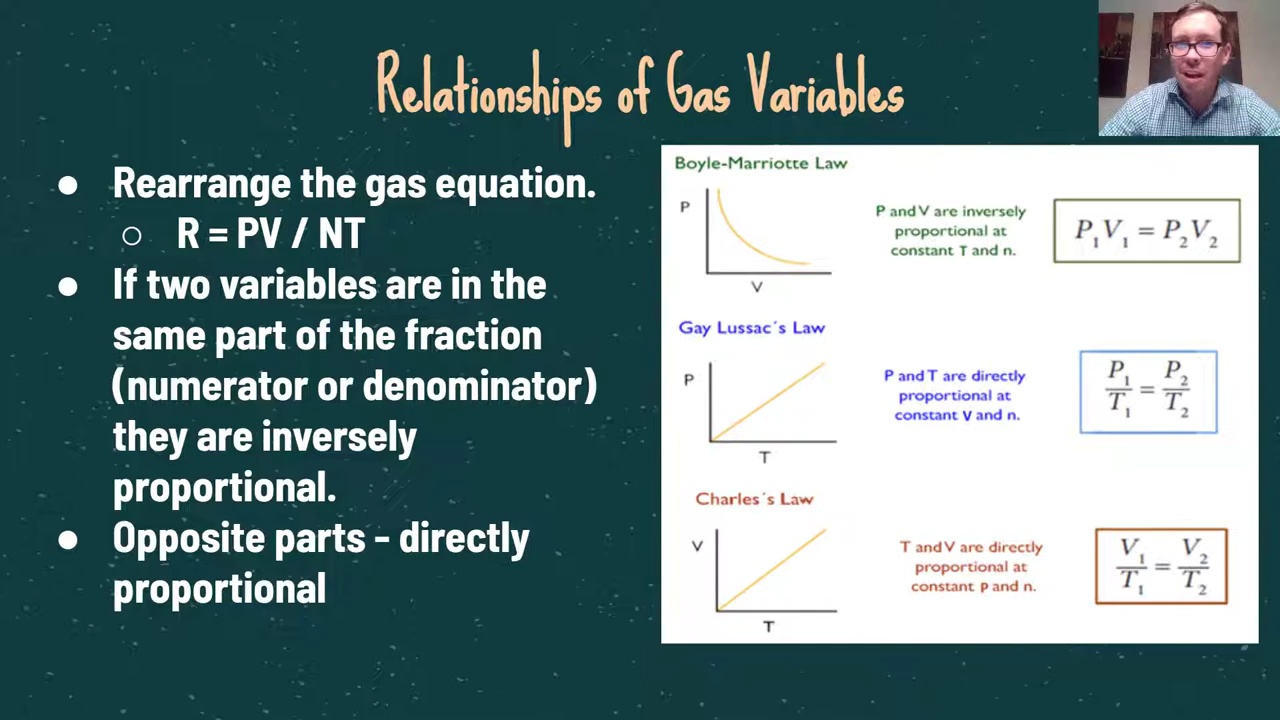 Relationships of Gas Variables
● Rearrange the gas equation.
○ R = PV / NT
● If two variables are in the
same part of the fraction
(numerator or denominator)
they are inversely
proportional.
● Opposite parts - directly
proportional
Boyle-Marriotte Law
P
V
P and V are inversely
proportional at
constant T and n.
P₁V₁ = P₂V₂
Gay Lussac´s Law
P
T
P and T are directly
proportional at
constant V and n.
P₁/T₁ = P₂/T₂
Charles´s Law
V
T
T and V are directly
proportional at
constant P and n.
V₁/T₁ = V₂/T₂